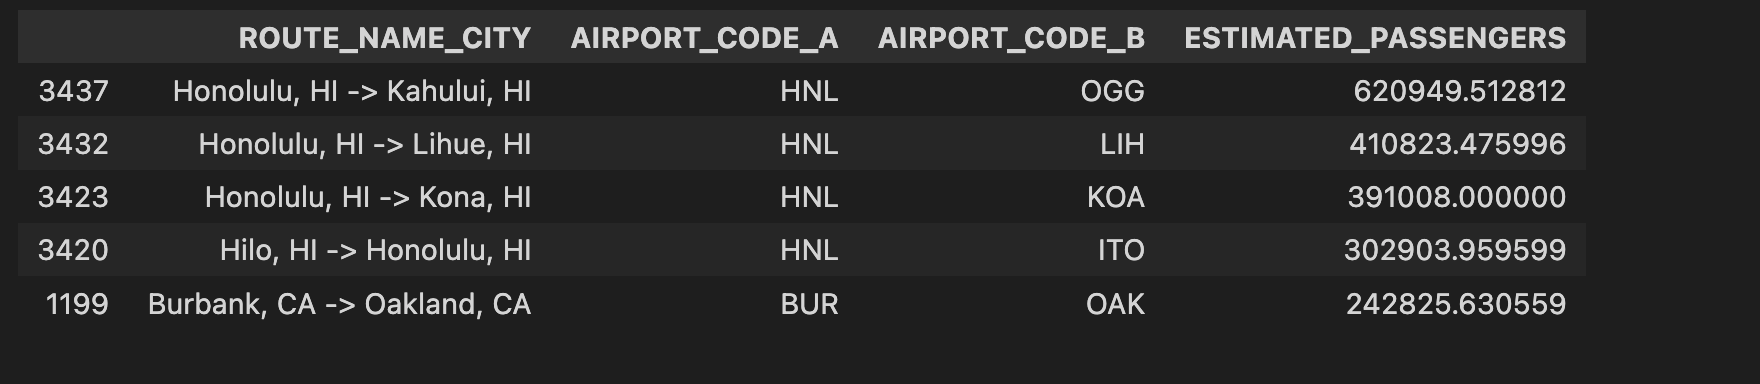 ROUTE_NAME_CITY AIRPORT_CODE_A AIRPORT_CODE_B ESTIMATED_PASSENGERS
3437 Honolulu, HI -> Kahului, HI HNL OGG 620949.512812
3432 Honolulu, HI -> Lihue, HI HNL LIH 410823.475996
3423 Honolulu, HI -> Kona, HI HNL KOA 391008.000000
3420 Hilo, HI -> Honolulu, HI HNL ITO 302903.959599
1199 Burbank, CA -> Oakland, CA BUR OAK 242825.630559